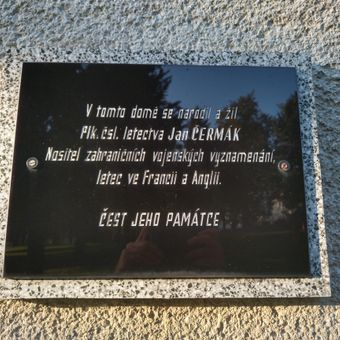 V tomto domě se narodil a žil
Plk. čsl. letectva Jan ČERMÁK
Nositel zahraničních vojenských vyznamenání,
letec ve Francii a Anglii.
ČEST JEHO PAMÁTCE